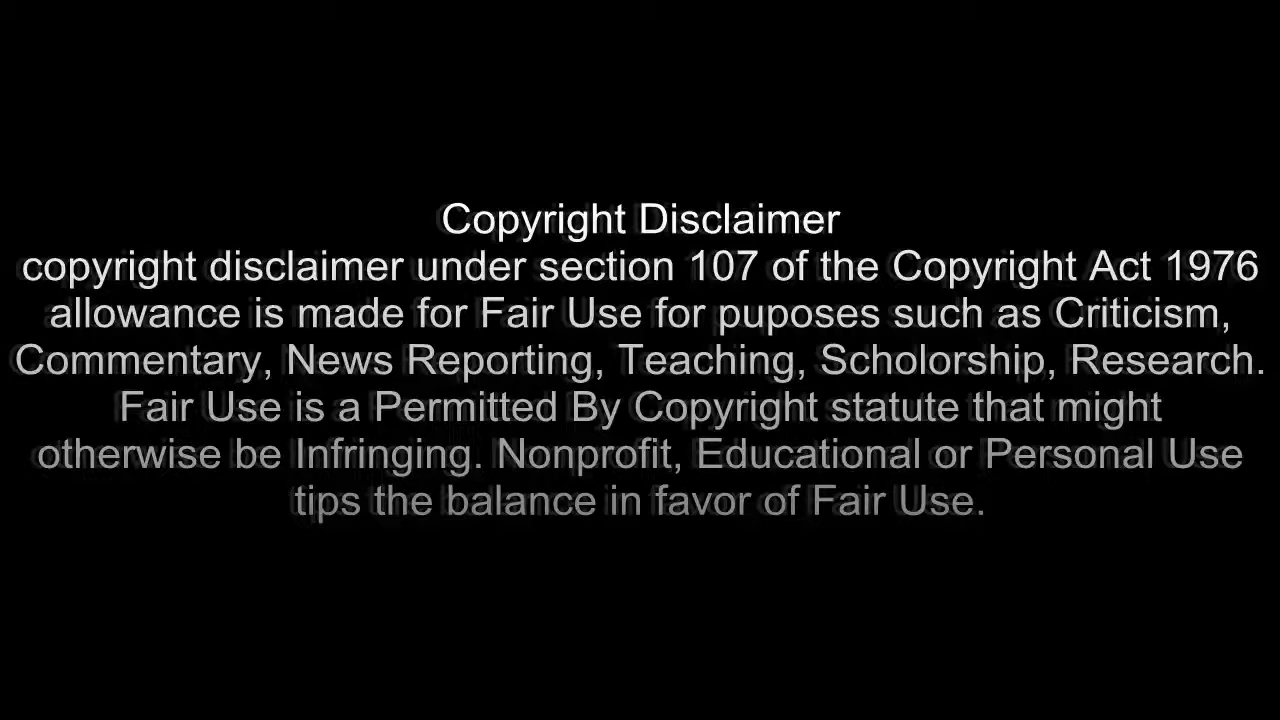 Copyright Disclaimer
copyright disclaimer under section 107 of the Copyright Act 1976
allowance is made for Fair Use for puposes such as Criticism,
Commentary, News Reporting, Teaching, Scholorship, Research.
Fair Use is a Permitted By Copyright statute that might
otherwise be Infringing. Nonprofit, Educational or Personal Use
tips the balance in favor of Fair Use.